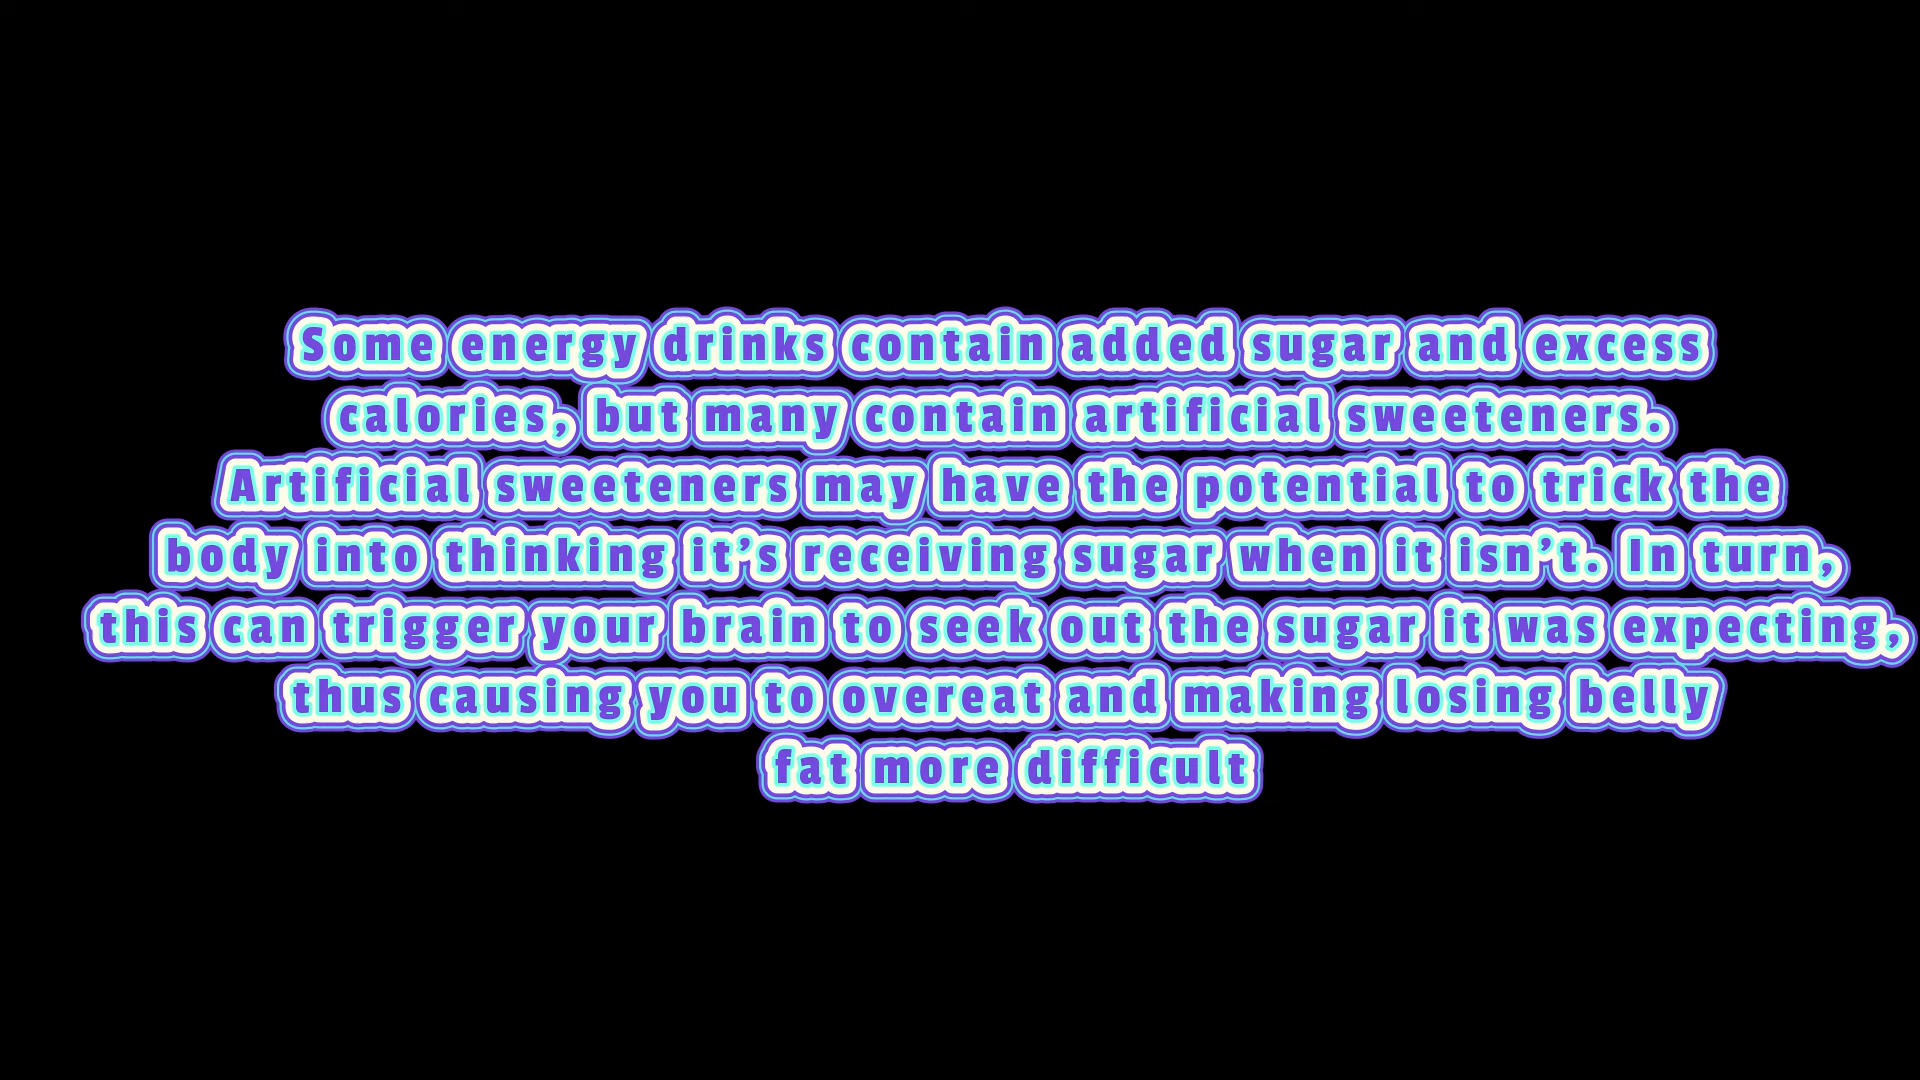 Some energy drinks contain added sugar and excess
calories, but many contain artificial sweeteners.
Artificial sweeteners may have the potential to trick the
body into thinking it’s receiving sugar when it isn’t. In turn,
this can trigger your brain to seek out the sugar it was expecting,
thus causing you to overeat and making losing belly
fat more difficult